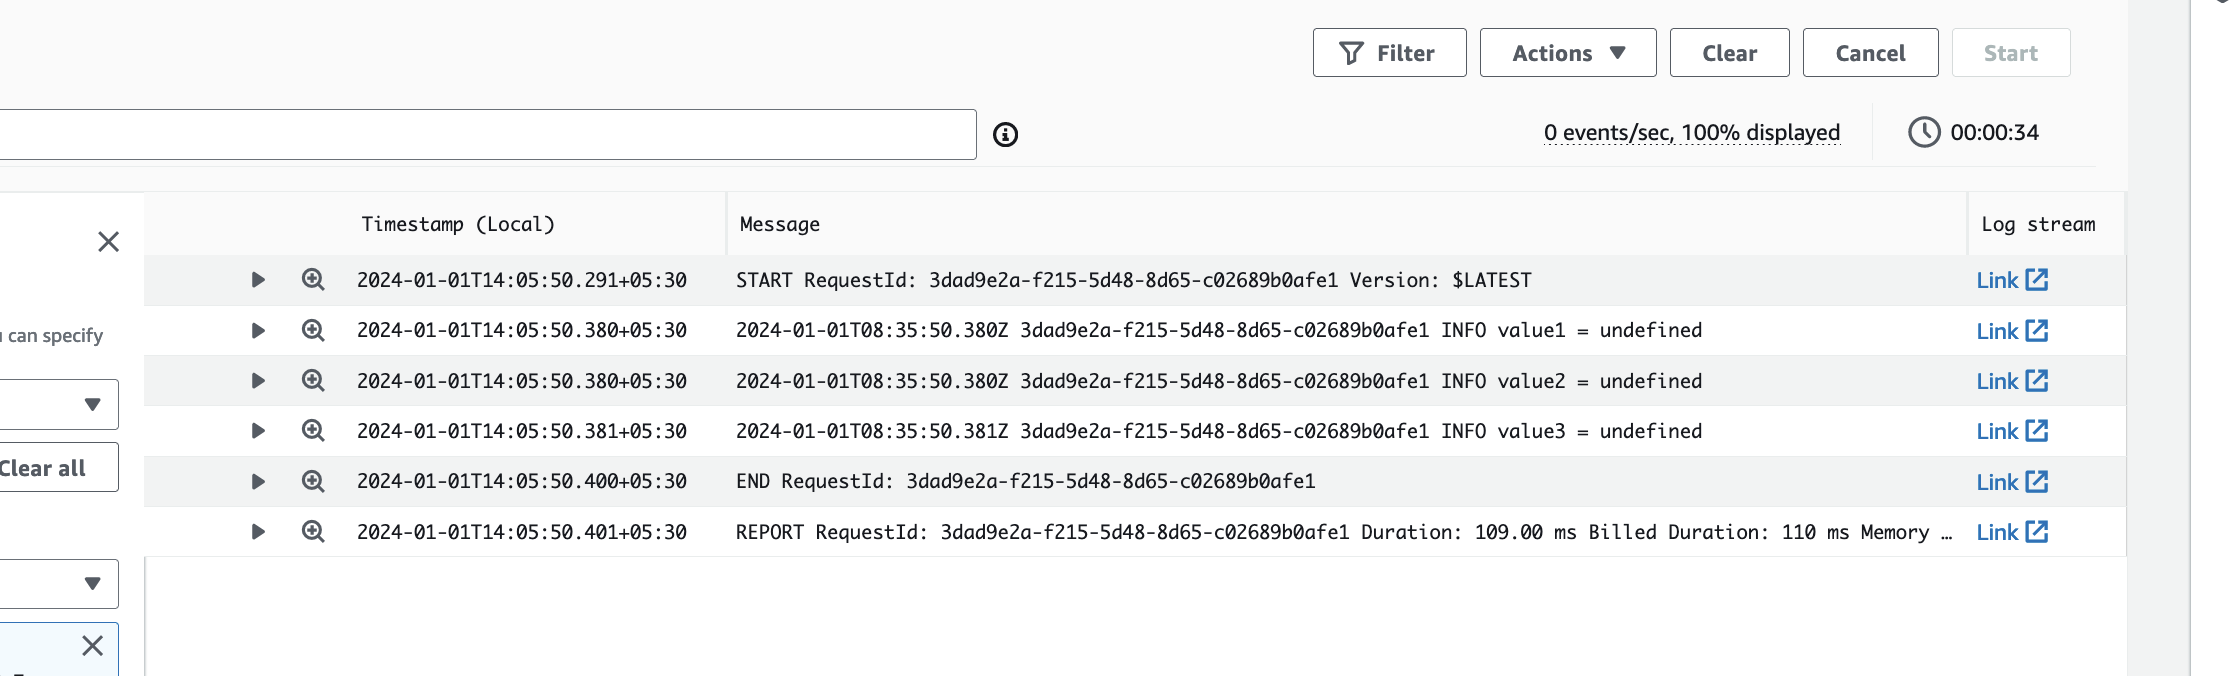 Filter Actions Clear Cancel Start
0 events/sec, 100% displayed 00:00:34
Timestamp (Local) Message Log stream
2024-01-01T14:05:50.291+05:30 START RequestId: 3dad9e2a-f215-5d48-8d65-c02689b0afe1 Version: $LATEST Link
can specify
2024-01-01T14:05:50.380+05:30 2024-01-01T08:35:50.380Z 3dad9e2a-f215-5d48-8d65-c02689b0afe1 INFO value1 = undefined Link
2024-01-01T14:05:50.380+05:30 2024-01-01T08:35:50.380Z 3dad9e2a-f215-5d48-8d65-c02689b0afe1 INFO value2 = undefined Link
2024-01-01T14:05:50.381+05:30 2024-01-01T08:35:50.381Z 3dad9e2a-f215-5d48-8d65-c02689b0afe1 INFO value3 = undefined Link
Clear all
2024-01-01T14:05:50.400+05:30 END RequestId: 3dad9e2a-f215-5d48-8d65-c02689b0afe1 Link
2024-01-01T14:05:50.401+05:30 REPORT RequestId: 3dad9e2a-f215-5d48-8d65-c02689b0afe1 Duration: 109.00 ms Billed Duration: 110 ms Memory … Link